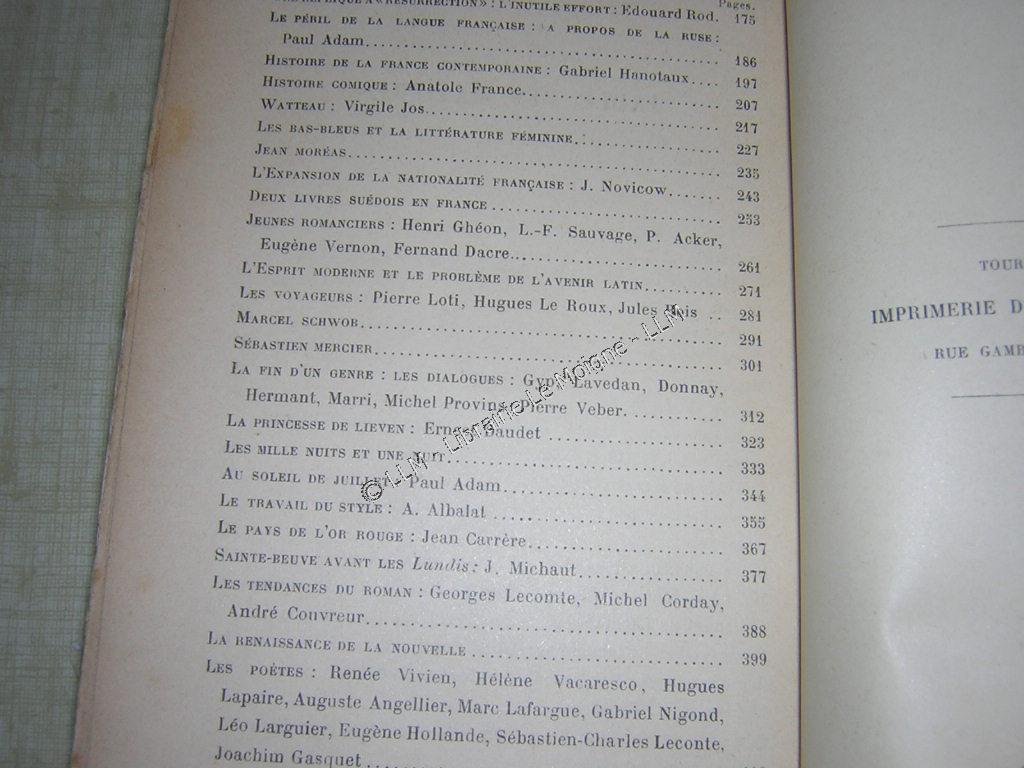 Pages.
« RÉSURRECTION » : L'INUTILE EFFORT : Edouard Rod. 175
LE PÉRIL DE LA LANGUE FRANÇAISE : A PROPOS DE LA RUSE :
Paul Adam 186
HISTOIRE DE LA FRANCE CONTEMPORAINE : Gabriel Hanotaux 197
HISTOIRE COMIQUE : Anatole France 207
WATTEAU : Virgile Jos 217
LES BAS-BLEUS ET LA LITTÉRATURE FÉMININE : 227
JEAN MORÉAS 235
L'EXPANSION DE LA NATIONALITÉ FRANÇAISE : J. Novicow 243
DEUX LIVRES SUÉDOIS EN FRANCE 253
JEUNES ROMANCIERS : Henri Ghéon, L.-F. Sauvage, P. Acker,
Eugène Vernon, Fernand Dacre 261
L'ESPRIT MODERNE ET LE PROBLÈME DE L'AVENIR LATIN 271
LES VOYAGEURS : Pierre Loti, Hugues Le Roux, Jules Bois 281
MARCEL SCHWOB 291
SÉBASTIEN MERCIER 301
LA FIN D'UN GENRE : LES DIALOGUES : Gyp, Lavedan, Donnay,
Hermant, Marri, Michel Provins, Pierre Veber 312
LA PRINCESSE DE LIEVEN : Ernest Daudet 323
LES MILLE NUITS ET UNE NUIT 333
AU SOLEIL DE JUILLET : Paul Adam 344
LE TRAVAIL DU STYLE : A. Albalat 355
LE PAYS DE L'OR ROUGE : Jean Carrère 367
SAINTE-BEUVE AVANT LES Lundis : J. Michaut 377
LES TENDANCES DU ROMAN : Georges Lecomte, Michel Corday,
André Couvreur 388
LA RENAISSANCE DE LA NOUVELLE 399
LES POÈTES : Renée Vivien, Hélène Vacaresco, Hugues
Lapaire, Auguste Angellier, Marc Lafargue, Gabriel Nigond,
Léo Larguier, Eugène Hollande, Sébastien-Charles Leconte,
Joachim Gasquet
TOUR
IMPRIMERIE D
RUE GAMB
© LLM - Librairie Le Moigne - LLM